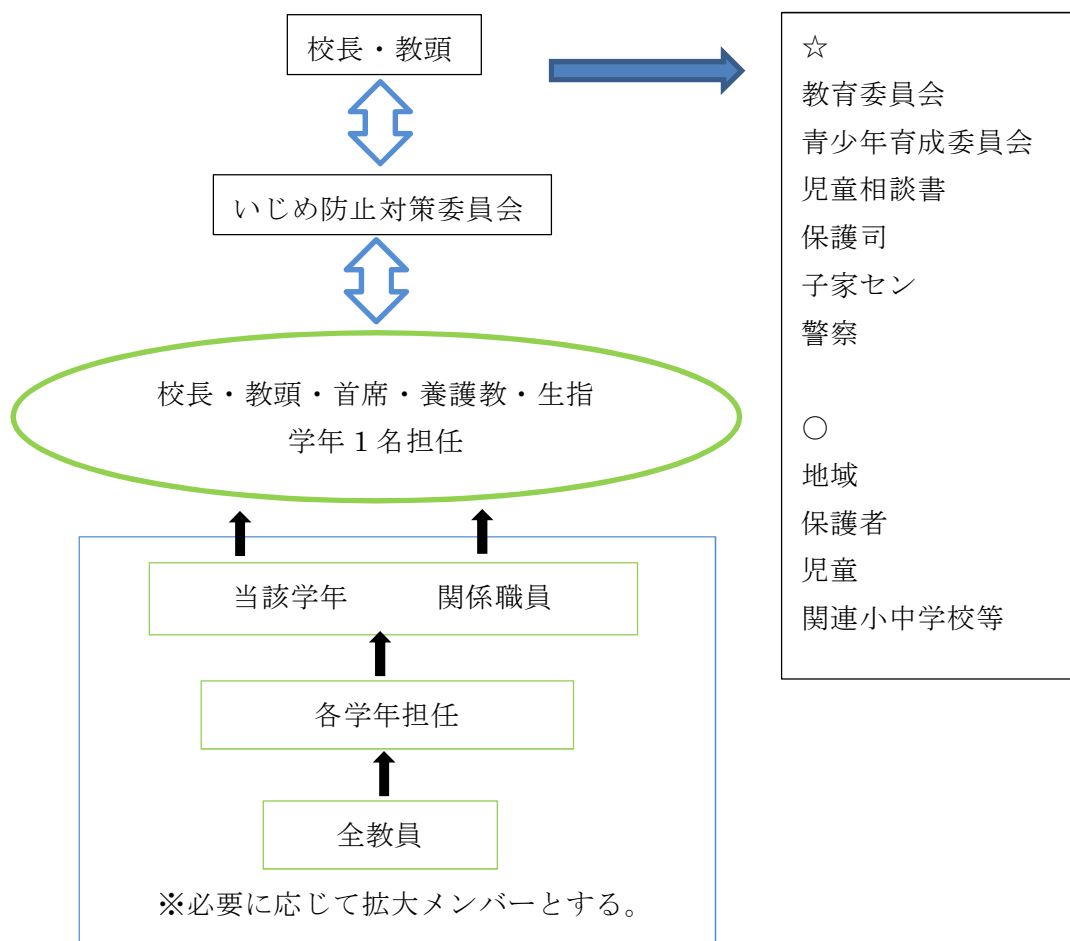 校長・教頭
いじめ防止対策委員会
校長・教頭・首席・養護教・生指
学年１名担任
当該学年　関係職員
各学年担任
全教員
※必要に応じて拡大メンバーとする。
☆
教育委員会
青少年育成委員会
児童相談書
保護司
子家セン
警察
○
地域
保護者
児童
関連小中学校等